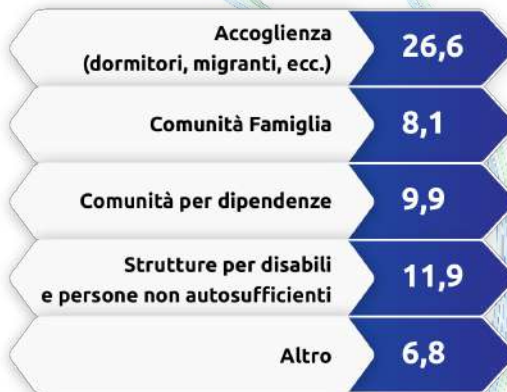 Accoglienza
(dormitori, migranti, ecc.)
26,6
Comunità Famiglia
8,1
Comunità per dipendenze
9,9
Strutture per disabili
e persone non autosufficienti
11,9
Altro
6,8